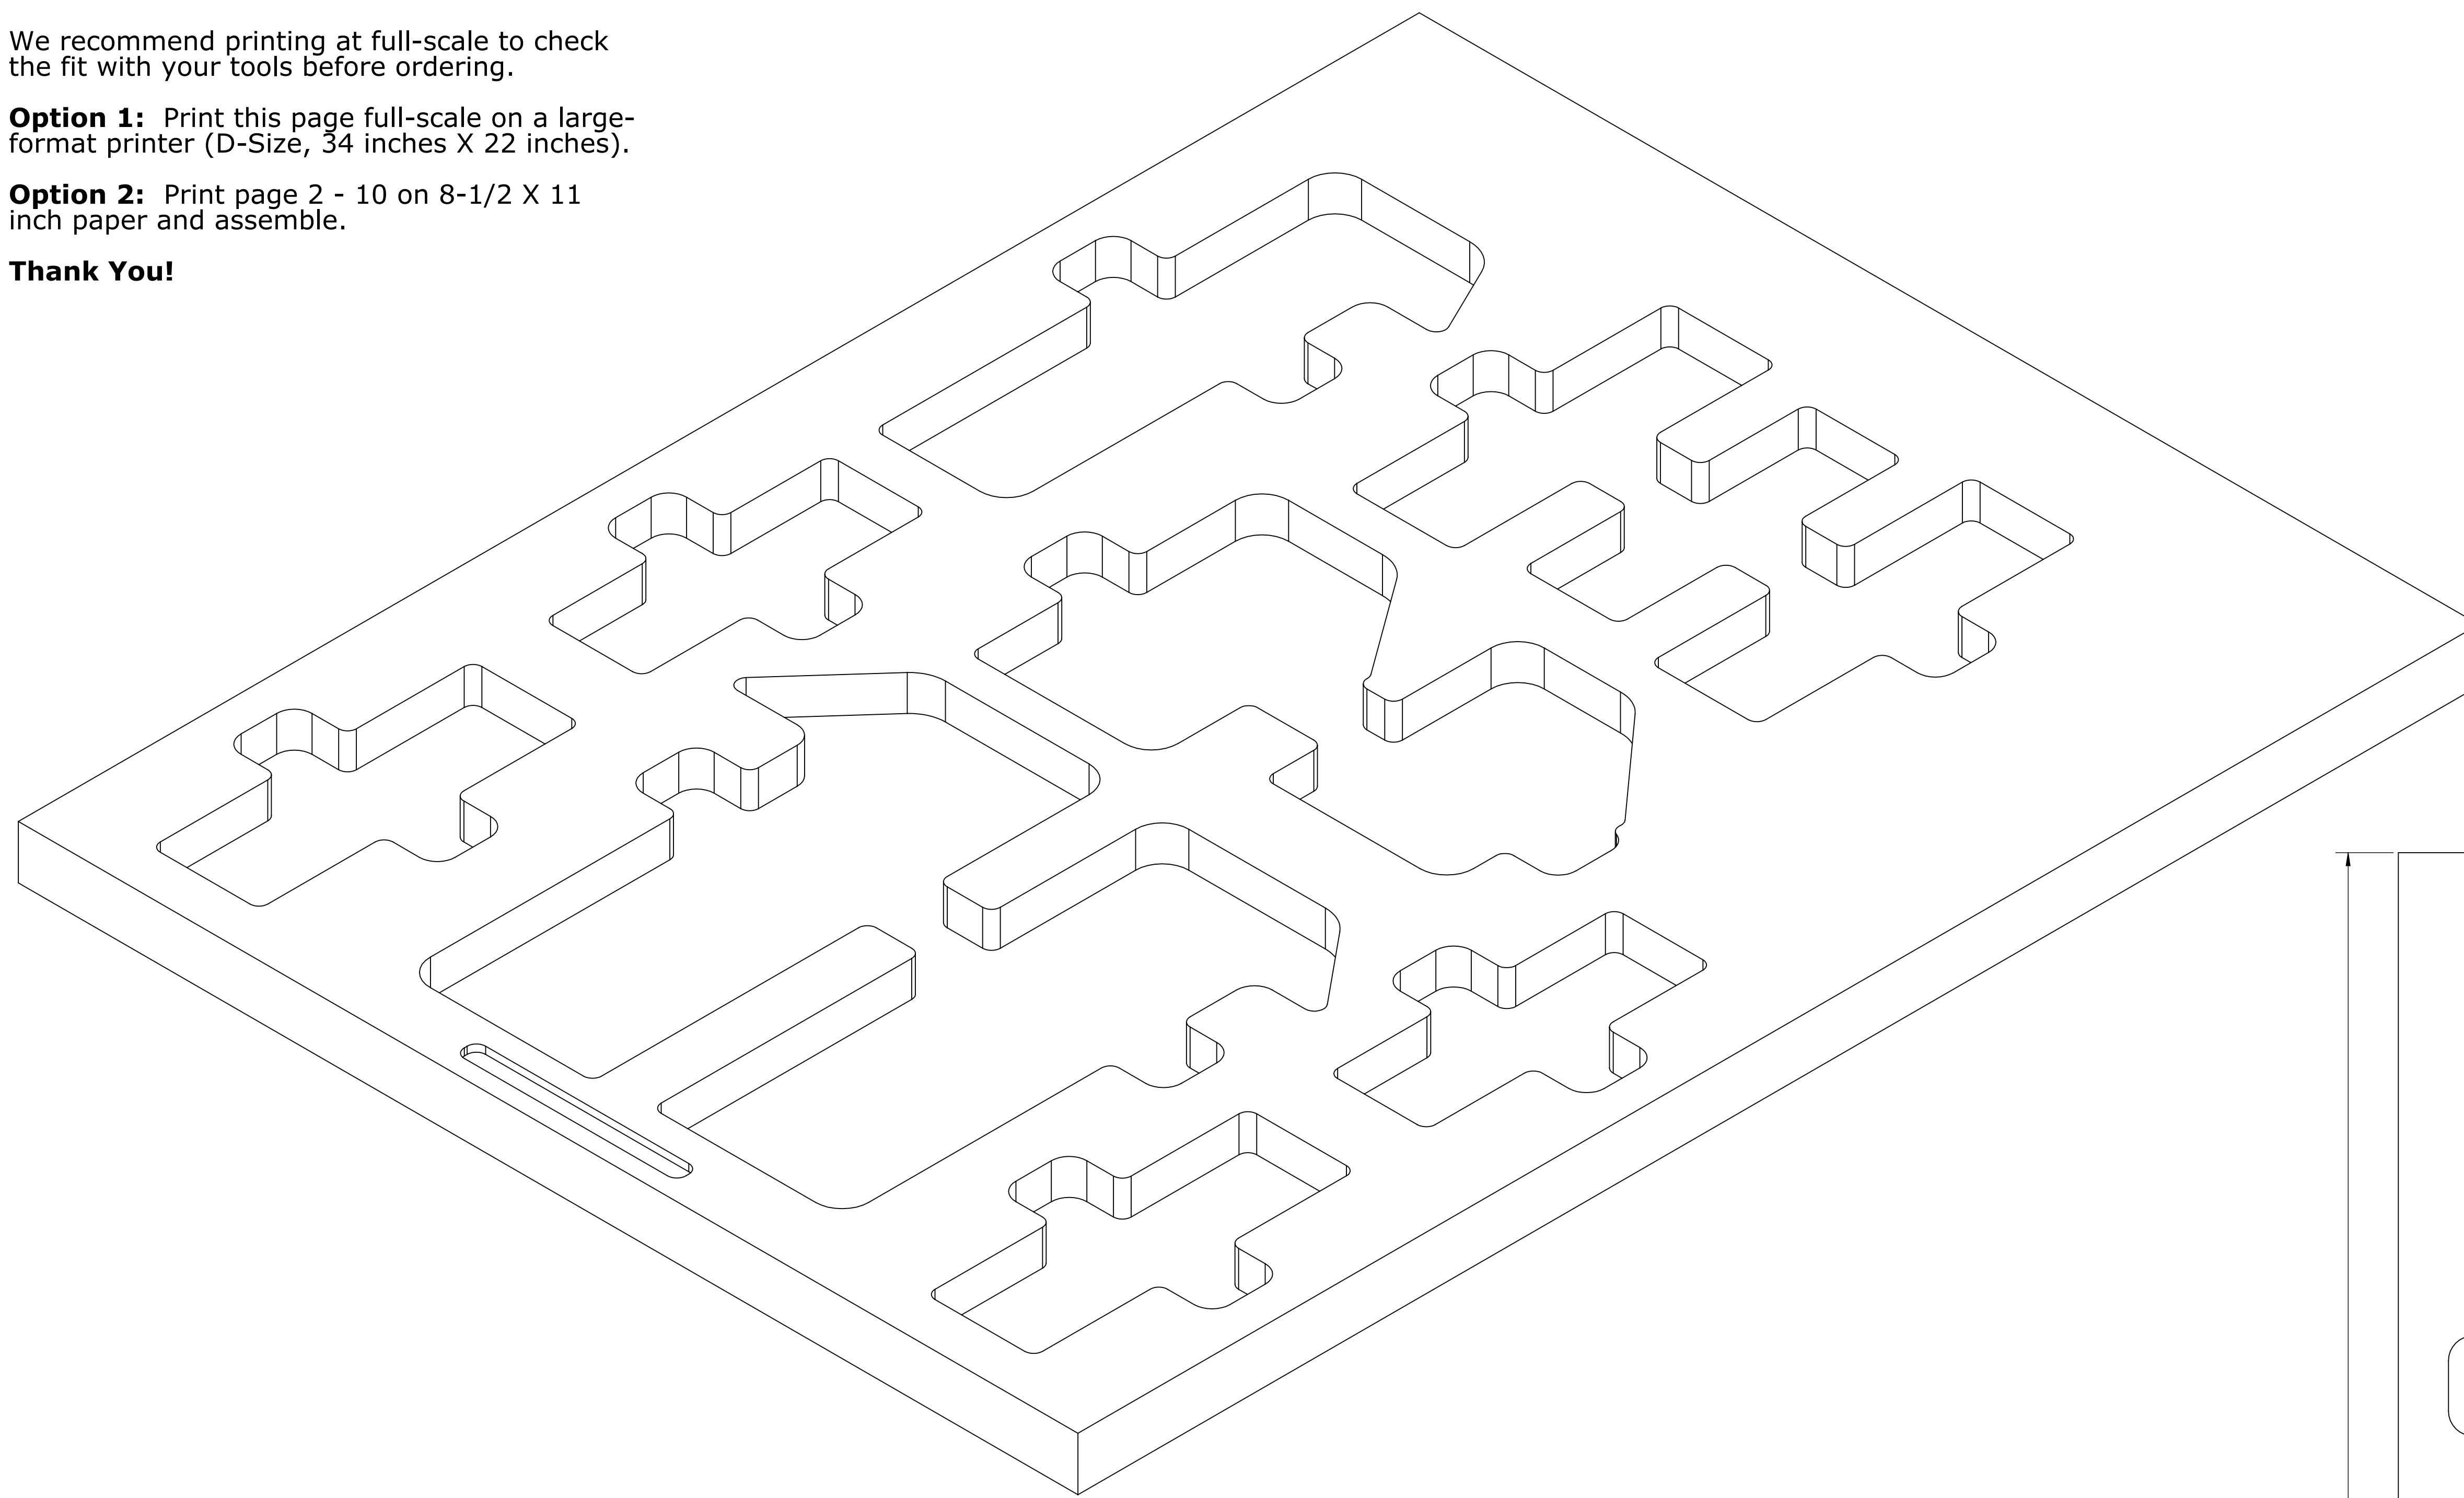 We recommend printing at full-scale to check
the fit with your tools before ordering.
Option 1:  Print this page full-scale on a large-
format printer (D-Size, 34 inches X 22 inches).
Option 2:  Print page 2 - 10 on 8-1/2 X 11
inch paper and assemble.
Thank You!